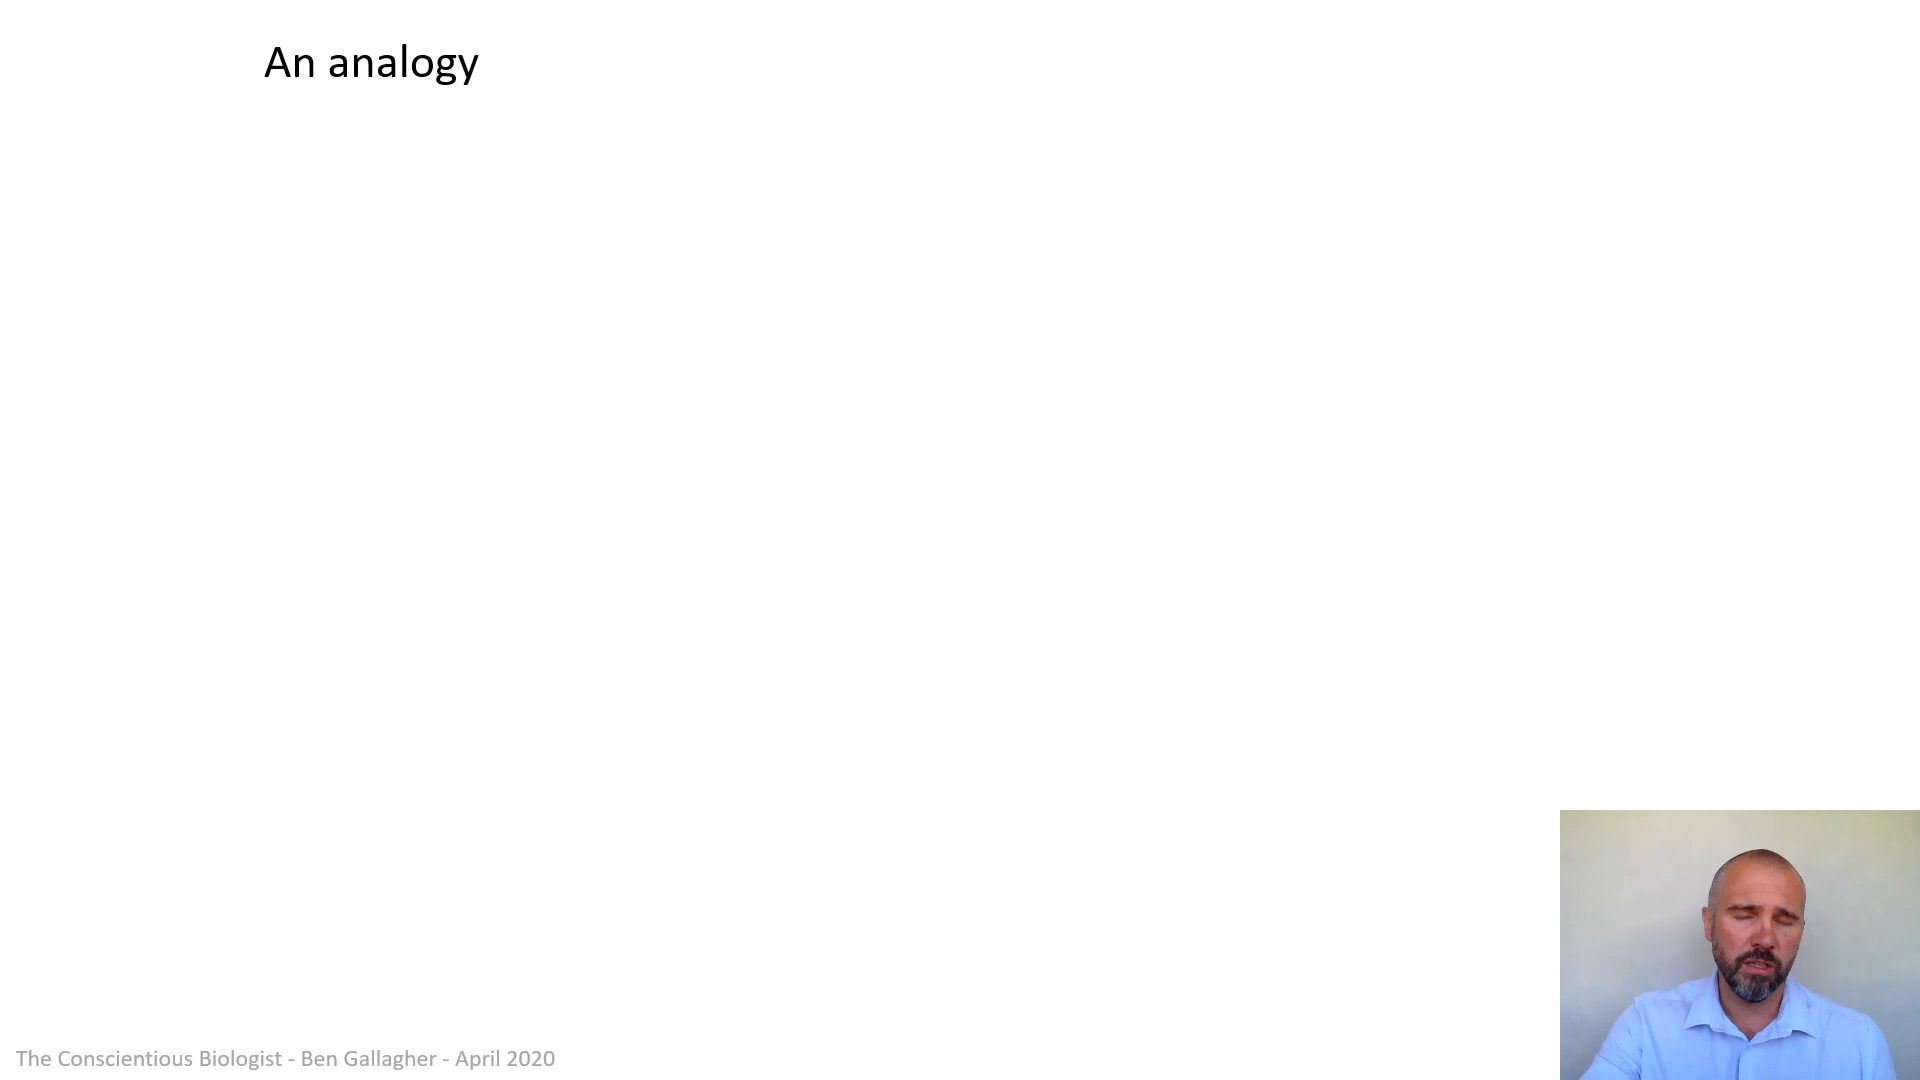 An analogy
The Conscientious Biologist - Ben Gallagher - April 2020